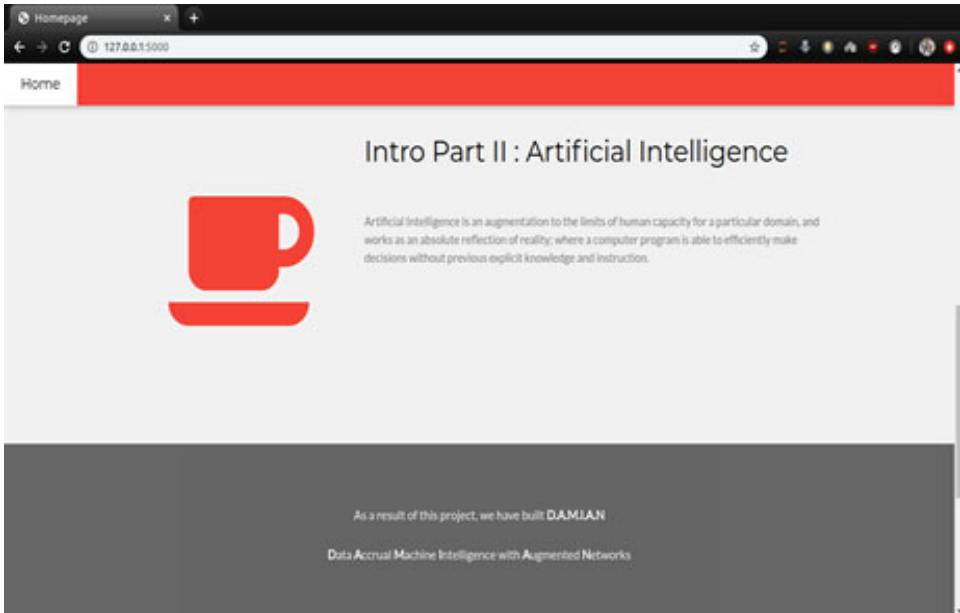 Homepage
127.0.0.1:5000
Home
Intro Part II : Artificial Intelligence
Artificial Intelligence is an augmentation to the limits of human capacity for a particular domain, and
works as an absolute reflection of reality; where a computer program is able to efficiently make
decisions without previous explicit knowledge and instruction.
As a result of this project, we have built D.A.M.I.A.N
Data Accrual Machine Intelligence with Augmented Networks